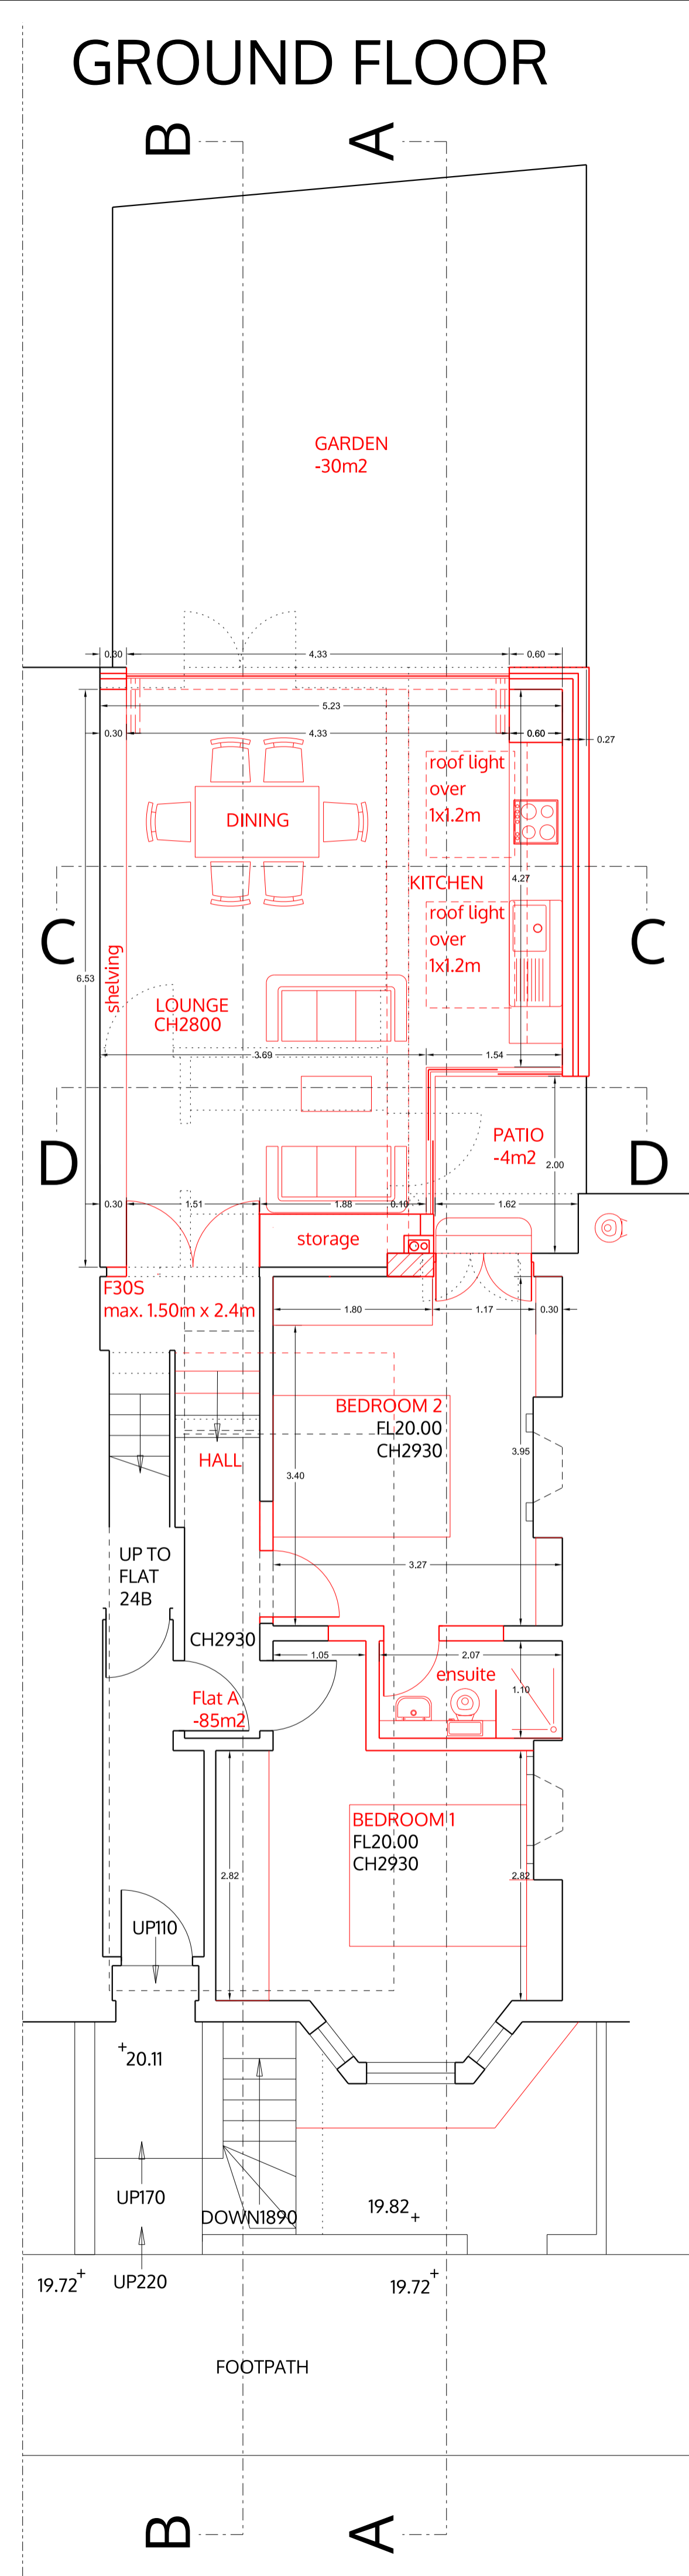 GROUND FLOOR
B
A
GARDEN
-30m2
0.30
4.33
0.60
5.23
0.30
4.33
0.60
0.27
roof light
over
1x1.2m
DINING
4.27
KITCHEN
roof light
over
1x1.2m
C
C
shelving
6.53
LOUNGE
CH2800
3.69
1.54
D
D
PATIO
-4m2
2.00
0.30
1.51
1.88
0.10
1.62
storage
F30S
max. 1.50m x 2.4m
1.80
1.17
0.30
BEDROOM 2
FL20.00
CH2930
HALL
3.40
3.95
UP TO
FLAT
24B
3.27
CH2930
1.05
2.07
ensuite
1.10
Flat A
-85m2
BEDROOM 1
FL20.00
CH2930
2.82
2.82
UP110
20.11
UP170
DOWN1890
19.82
19.72
UP220
19.72
FOOTPATH
B
A